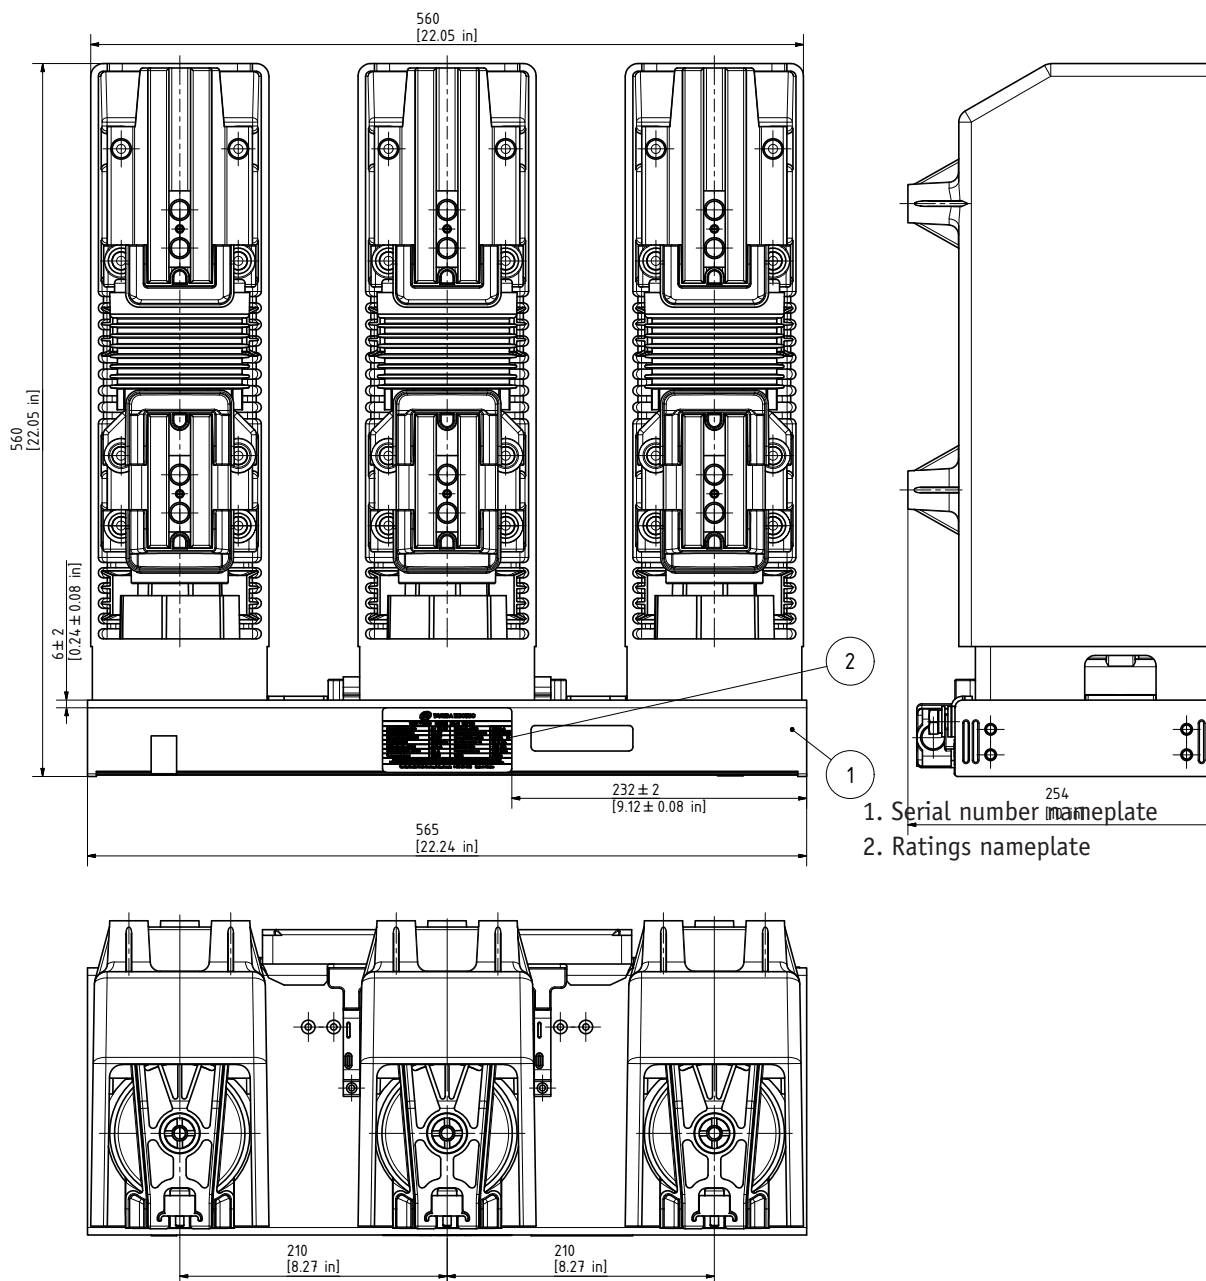 560
[22.05 in]
560
[22.05 in]
6±2
[0.24±0.08 in]
2
1
232±2
[9.12±0.08 in]
254
[10 in]
565
[22.24 in]
1. Serial number nameplate
2. Ratings nameplate
210
[8.27 in]
210
[8.27 in]